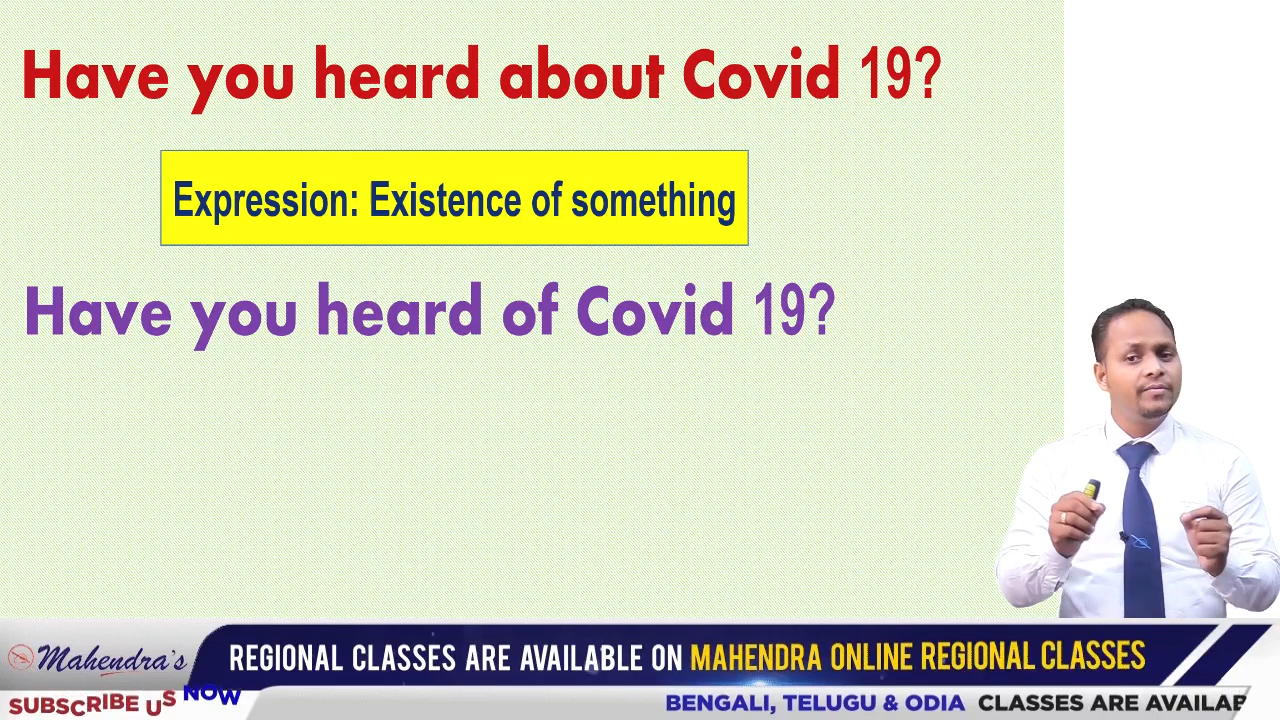 Have you heard about Covid 19?
Expression: Existence of something
Have you heard of Covid 19?
Mahendra's
REGIONAL CLASSES ARE AVAILABLE ON MAHENDRA ONLINE REGIONAL CLASSES
SUBSCRIBE US NOW
BENGALI, TELUGU & ODIA CLASSES ARE AVAILAB